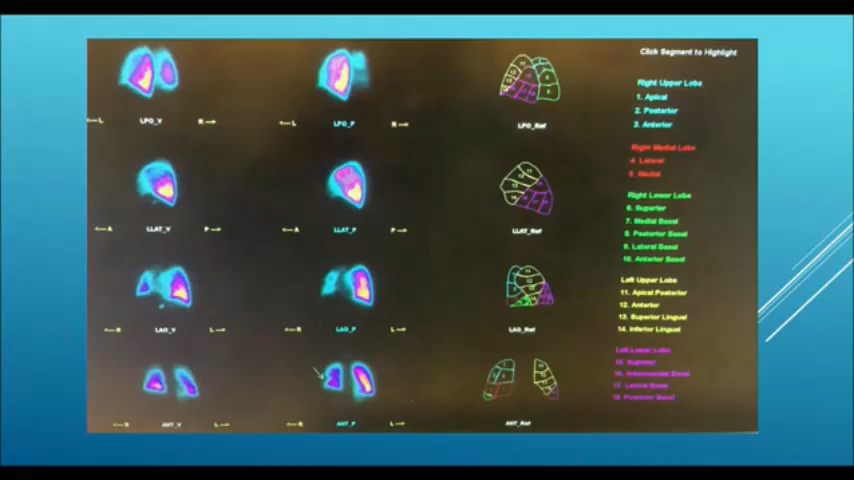 Click Segment to Highlight
Right Upper Lobe
1. Apical
2. Posterior
3. Anterior
L LPO_V R
L LPO_P R
LPO_Ref
Right Medial Lobe
4. Lateral
5. Medial
Right Lower Lobe
6. Superior
7. Medial Basal
8. Posterior Basal
9. Lateral Basal
10. Anterior Basal
A LLAT_V P
A LLAT_P P
LLAT_Ref
Left Upper Lobe
11. Apical Posterior
12. Anterior
13. Superior Lingual
14. Inferior Lingual
R LAO_V L
R LAO_P L
LAO_Ref
Left Lower Lobe
15. Superior
16. Anteromedial Basal
17. Lateral Basal
18. Posterior Basal
R ANT_V L
R ANT_P L
ANT_Ref